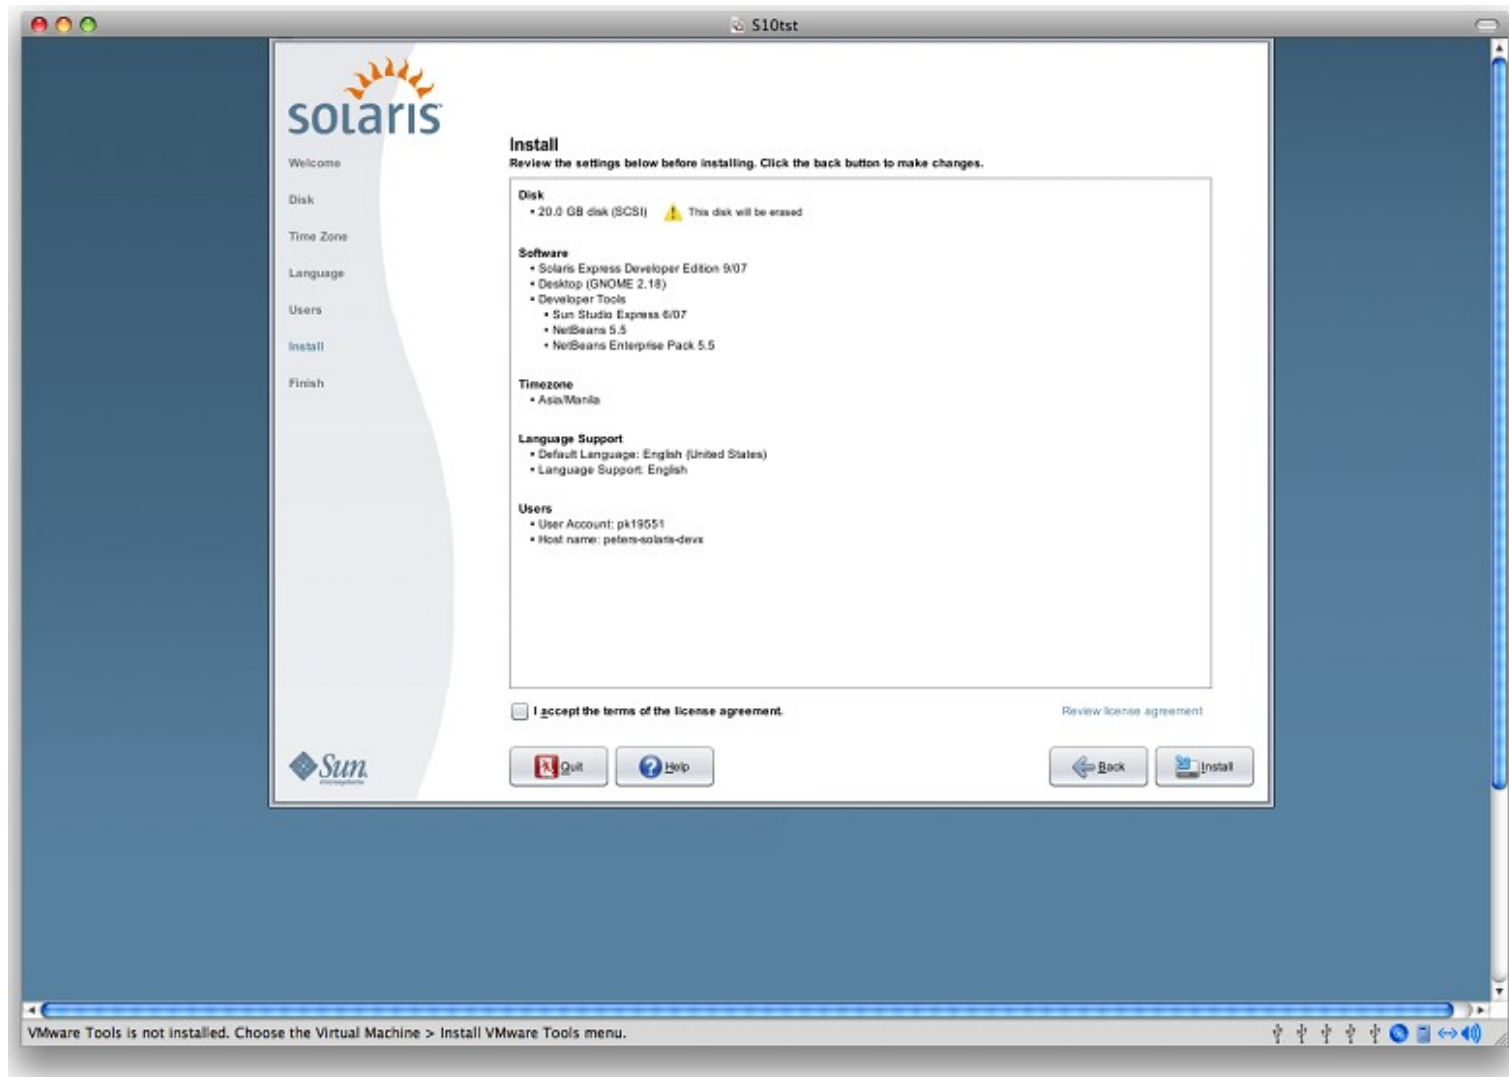 S10tst
solaris
Welcome
Disk
Time Zone
Language
Users
Install
Finish
Install
Review the settings below before installing. Click the back button to make changes.
Disk
• 20.0 GB disk (SCSI) This disk will be erased
Software
• Solaris Express Developer Edition 9/07
• Desktop (GNOME 2.18)
• Developer Tools
• Sun Studio Express 6/07
• NetBeans 5.5
• NetBeans Enterprise Pack 5.5
Timezone
• Asia/Manila
Language Support
• Default Language: English (United States)
• Language Support: English
Users
• User Account: pk19551
• Host name: peters-solaris-devx
I accept the terms of the license agreement.
Review license agreement
Sun
microsystems
Quit
Help
Back
Install
VMware Tools is not installed. Choose the Virtual Machine > Install VMware Tools menu.